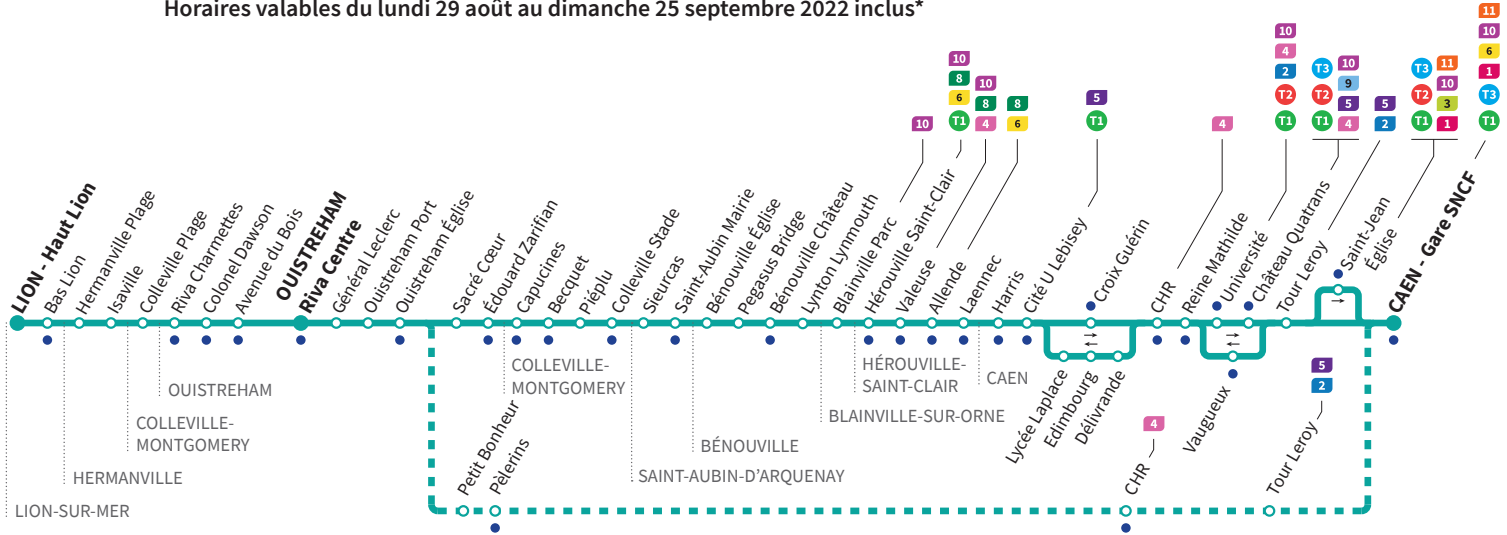 Horaires valables du lundi 29 août au dimanche 25 septembre 2022 inclus*
10
10
8
6
T1
10
8
4
8
6
5
T1
4
10
4
2
T2
T1
T3
T2
T1
10
9
5
4
5
2
T3
T2
T1
11
10
3
1
11
10
6
1
T3
T1
LION - Haut Lion
Bas Lion
Hermanville Plage
Isaville
Colleville Plage
Riva Charmettes
Colonel Dawson
Avenue du Bois
OUISTREHAM
Riva Centre
Général Leclerc
Ouistreham Port
Ouistreham Église
Sacré Cœur
Édouard Zarifian
Capucines
Becquet
Piéplu
Colleville Stade
Sieurcas
Saint-Aubin Mairie
Bénouville Église
Pegasus Bridge
Bénouville Château
Lynton Lynmouth
Blainville Parc
Hérouville Saint-Clair
Valeuse
Allende
Laennec
Harris
Cité U Lebisey
Croix Guérin
CHR
Reine Mathilde
Université
Château Quatrans
Tour Leroy
Saint-Jean
Église
CAEN - Gare SNCF
Lycée Laplace
Edimbourg
Délivrande
Vaugueux
LION-SUR-MER
HERMANVILLE
COLLEVILLE-
MONTGOMERY
OUISTREHAM
COLLEVILLE-
MONTGOMERY
SAINT-AUBIN-D'ARQUENAY
BÉNOUVILLE
BLAINVILLE-SUR-ORNE
HÉROUVILLE-
SAINT-CLAIR
CAEN
Petit Bonheur
Pèlerins
4
CHR
5
2
Tour Leroy